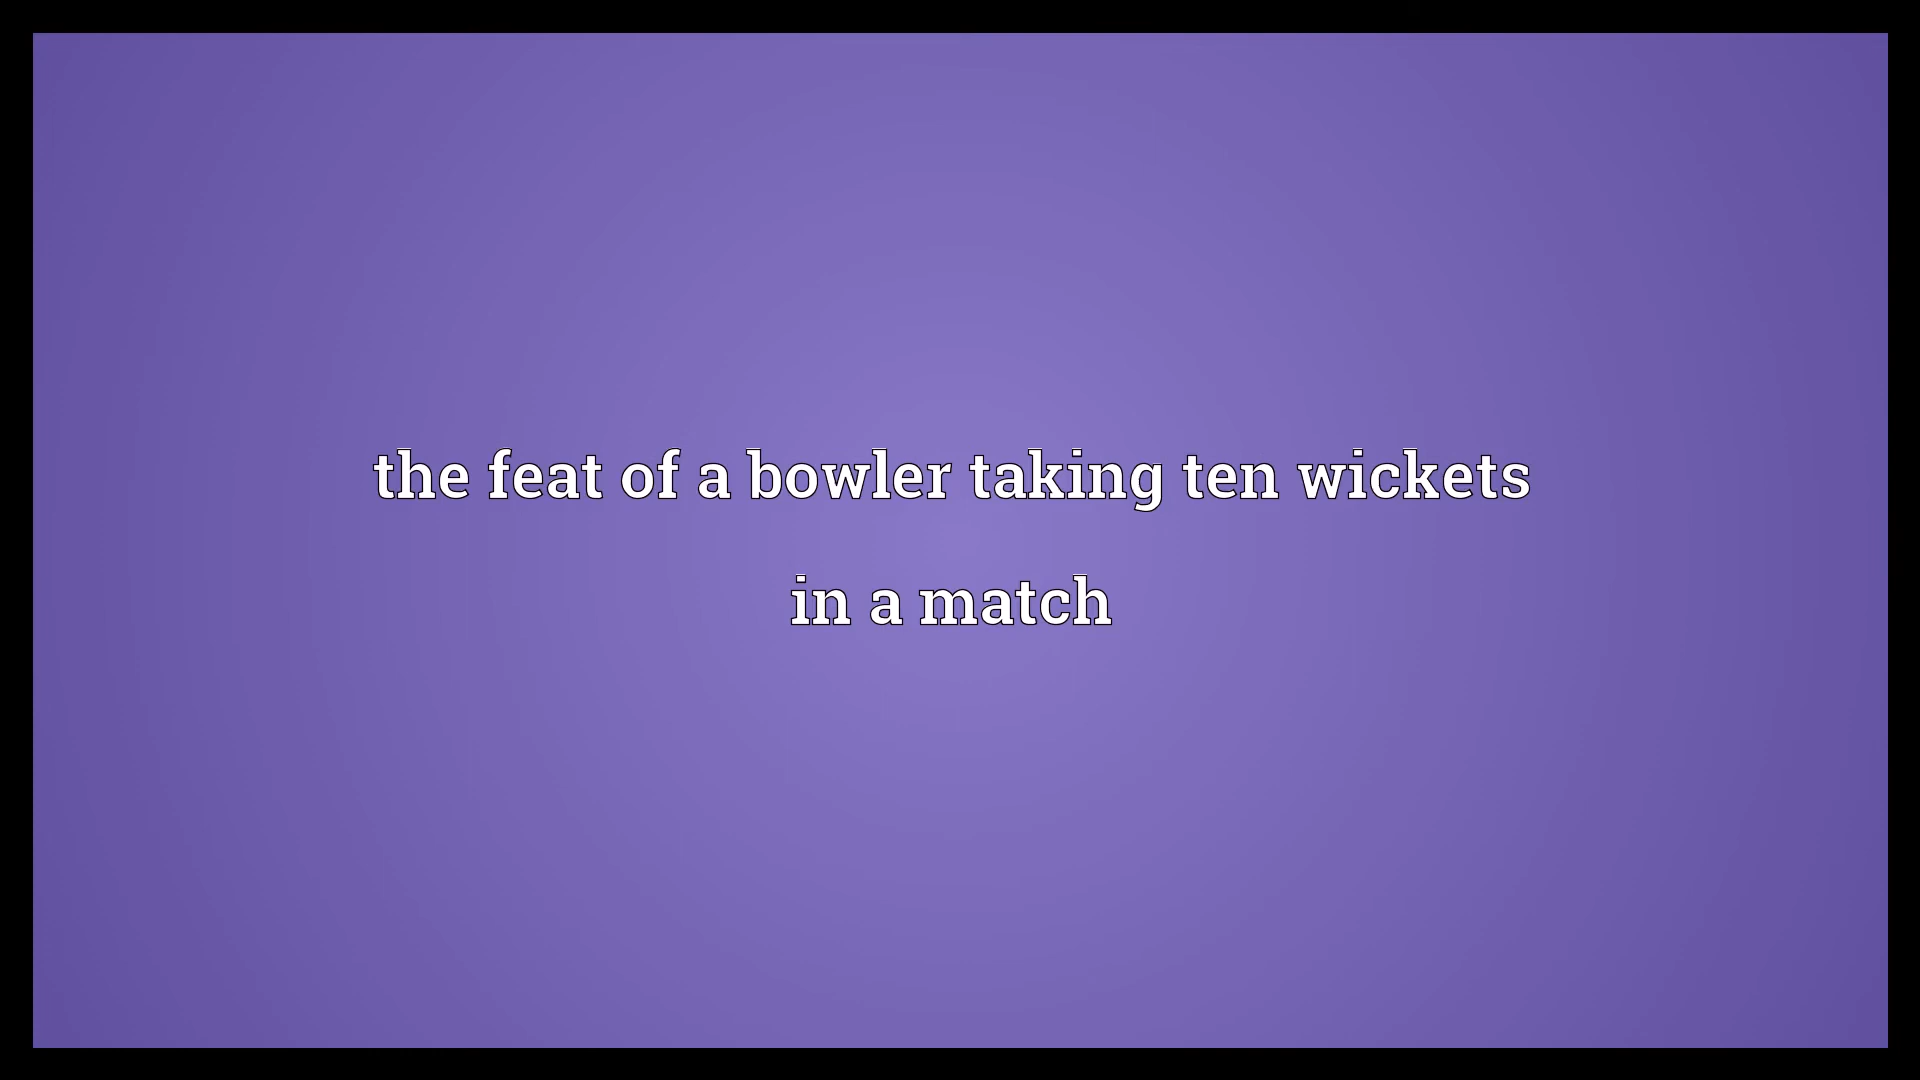 the feat of a bowler taking ten wickets
in a match